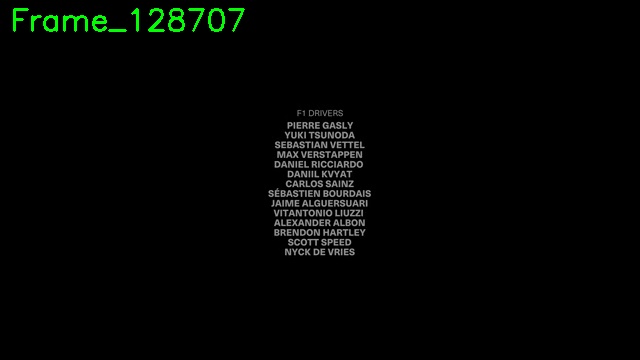 Frame_128707
F1 DRIVERS
PIERRE GASLY
YUKI TSUNODA
SEBASTIAN VETTEL
MAX VERSTAPPEN
DANIEL RICCIARDO
DANIIL KVYAT
CARLOS SAINZ
SÉBASTIEN BOURDAIS
JAIME ALGUERSUARI
VITANTONIO LIUZZI
ALEXANDER ALBON
BRENDON HARTLEY
SCOTT SPEED
NYCK DE VRIES